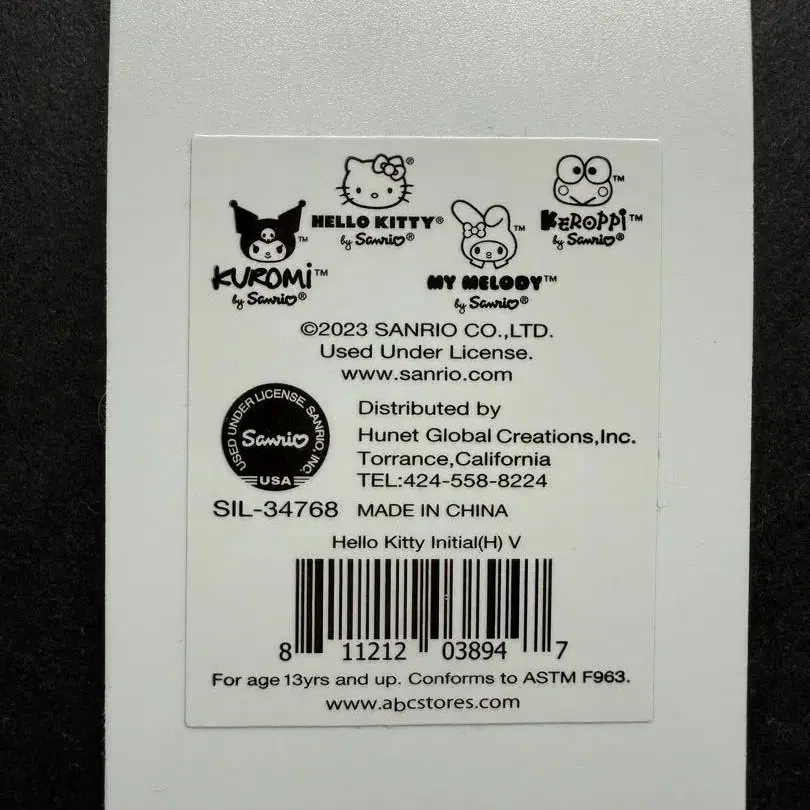 HELLO KITTY®
by Sanrio®
KEROPPI™
by Sanrio®
KUROMI™
by Sanrio®
MY MELODY™
by Sanrio®
©2023 SANRIO CO.,LTD.
Used Under License.
www.sanrio.com
USED UNDER LICENSE. SANRIO, INC.
Sanrio
USA
Distributed by
Hunet Global Creations,Inc.
Torrance,California
TEL:424-558-8224
SIL-34768 MADE IN CHINA
Hello Kitty Initial(H) V
8 11212 03894 7
For age 13yrs and up. Conforms to ASTM F963.
www.abcstores.com